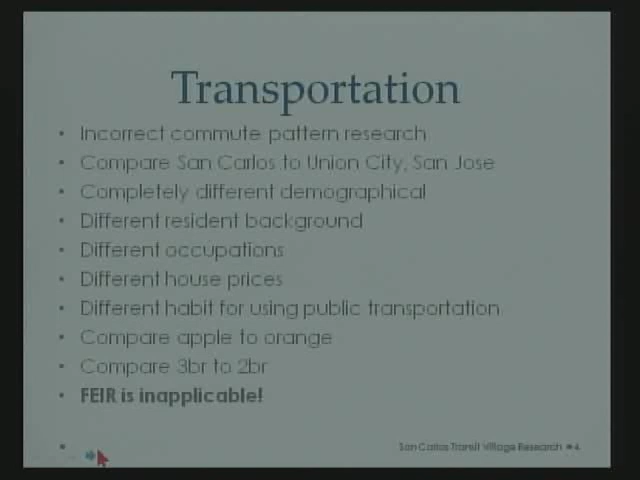 Transportation
• Incorrect commute pattern research
• Compare San Carlos to Union City, San Jose
• Completely different demographical
• Different resident background
• Different occupations
• Different house prices
• Different habit for using public transportation
• Compare apple to orange
• Compare 3br to 2br
• FEIR is inapplicable!
San Carlos Transit Village Research # 4